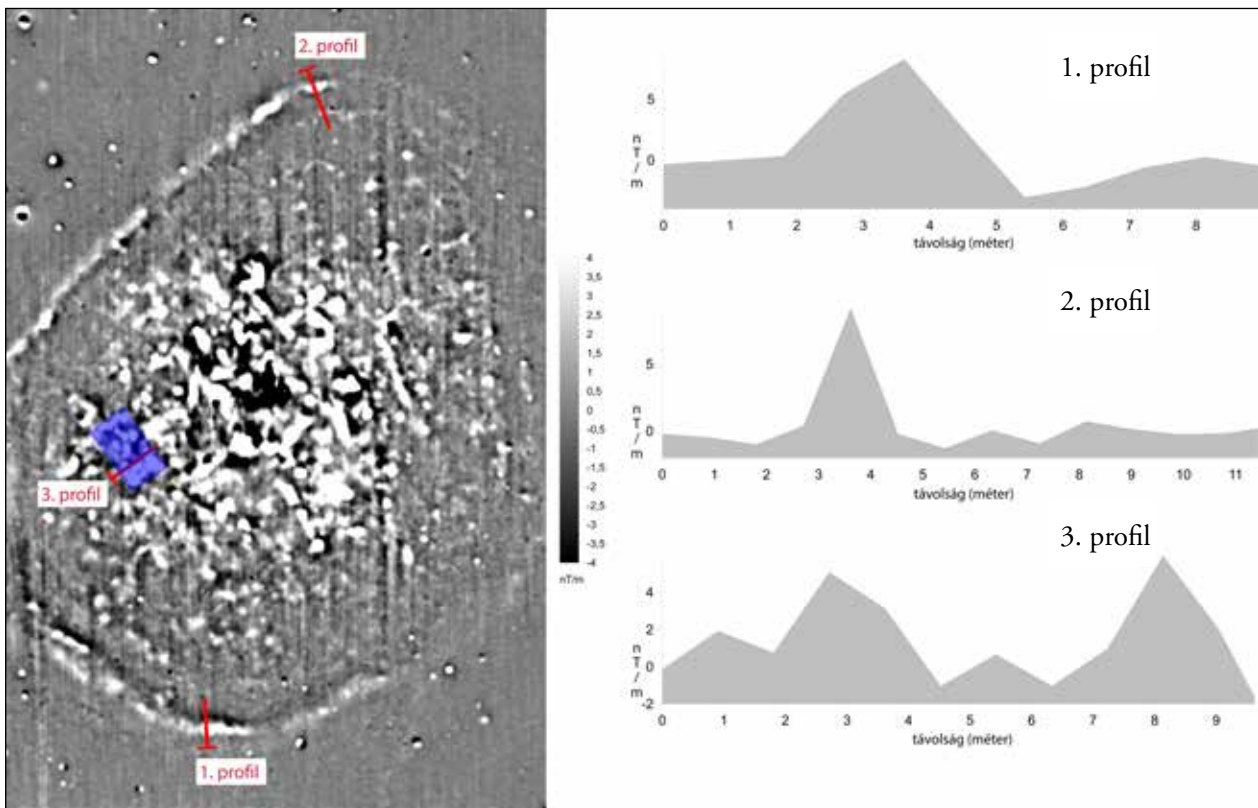 2. profil
3. profil
1. profil
4
3,5
3
2,5
2
1,5
1
0,5
0
-0,5
-1
-1,5
-2
-2,5
-3
-3,5
-4
nT/m
1. profil
5
0
nT/m
0 1 2 3 4 5 6 7 8
távolság (méter)
2. profil
5
0
nT/m
0 1 2 3 4 5 6 7 8 9 10 11
távolság (méter)
3. profil
4
2
0
-2
nT/m
0 1 2 3 4 5 6 7 8 9
távolság (méter)